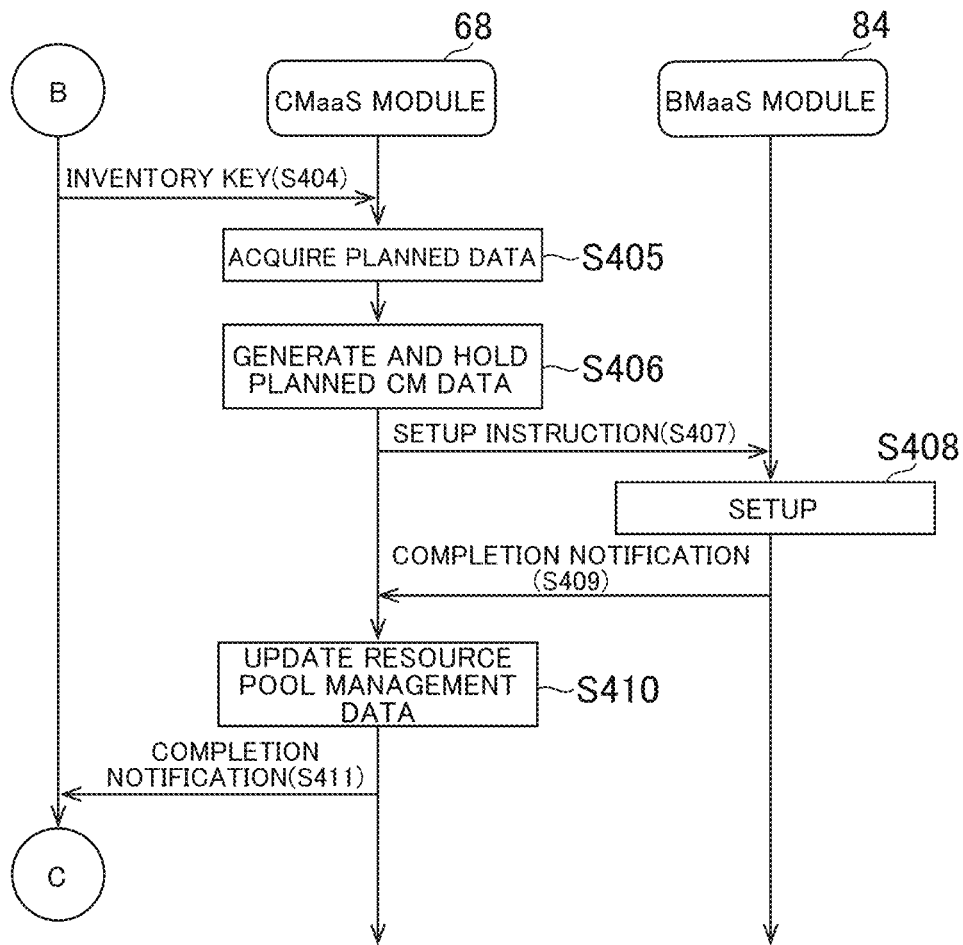 68
84
B
CMaaS MODULE
BMaaS MODULE
INVENTORY KEY(S404)
ACQUIRE PLANNED DATA
S405
GENERATE AND HOLD
PLANNED CM DATA
S406
SETUP INSTRUCTION(S407)
S408
SETUP
COMPLETION NOTIFICATION
(S409)
UPDATE RESOURCE
POOL MANAGEMENT
DATA
S410
COMPLETION
NOTIFICATION(S411)
C